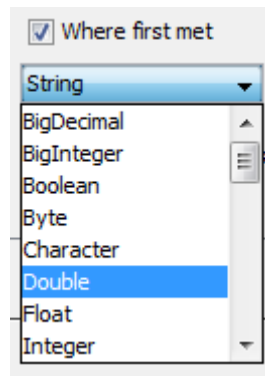 Where first met
String
BigDecimal
BigInteger
Boolean
Byte
Character
Double
Float
Integer